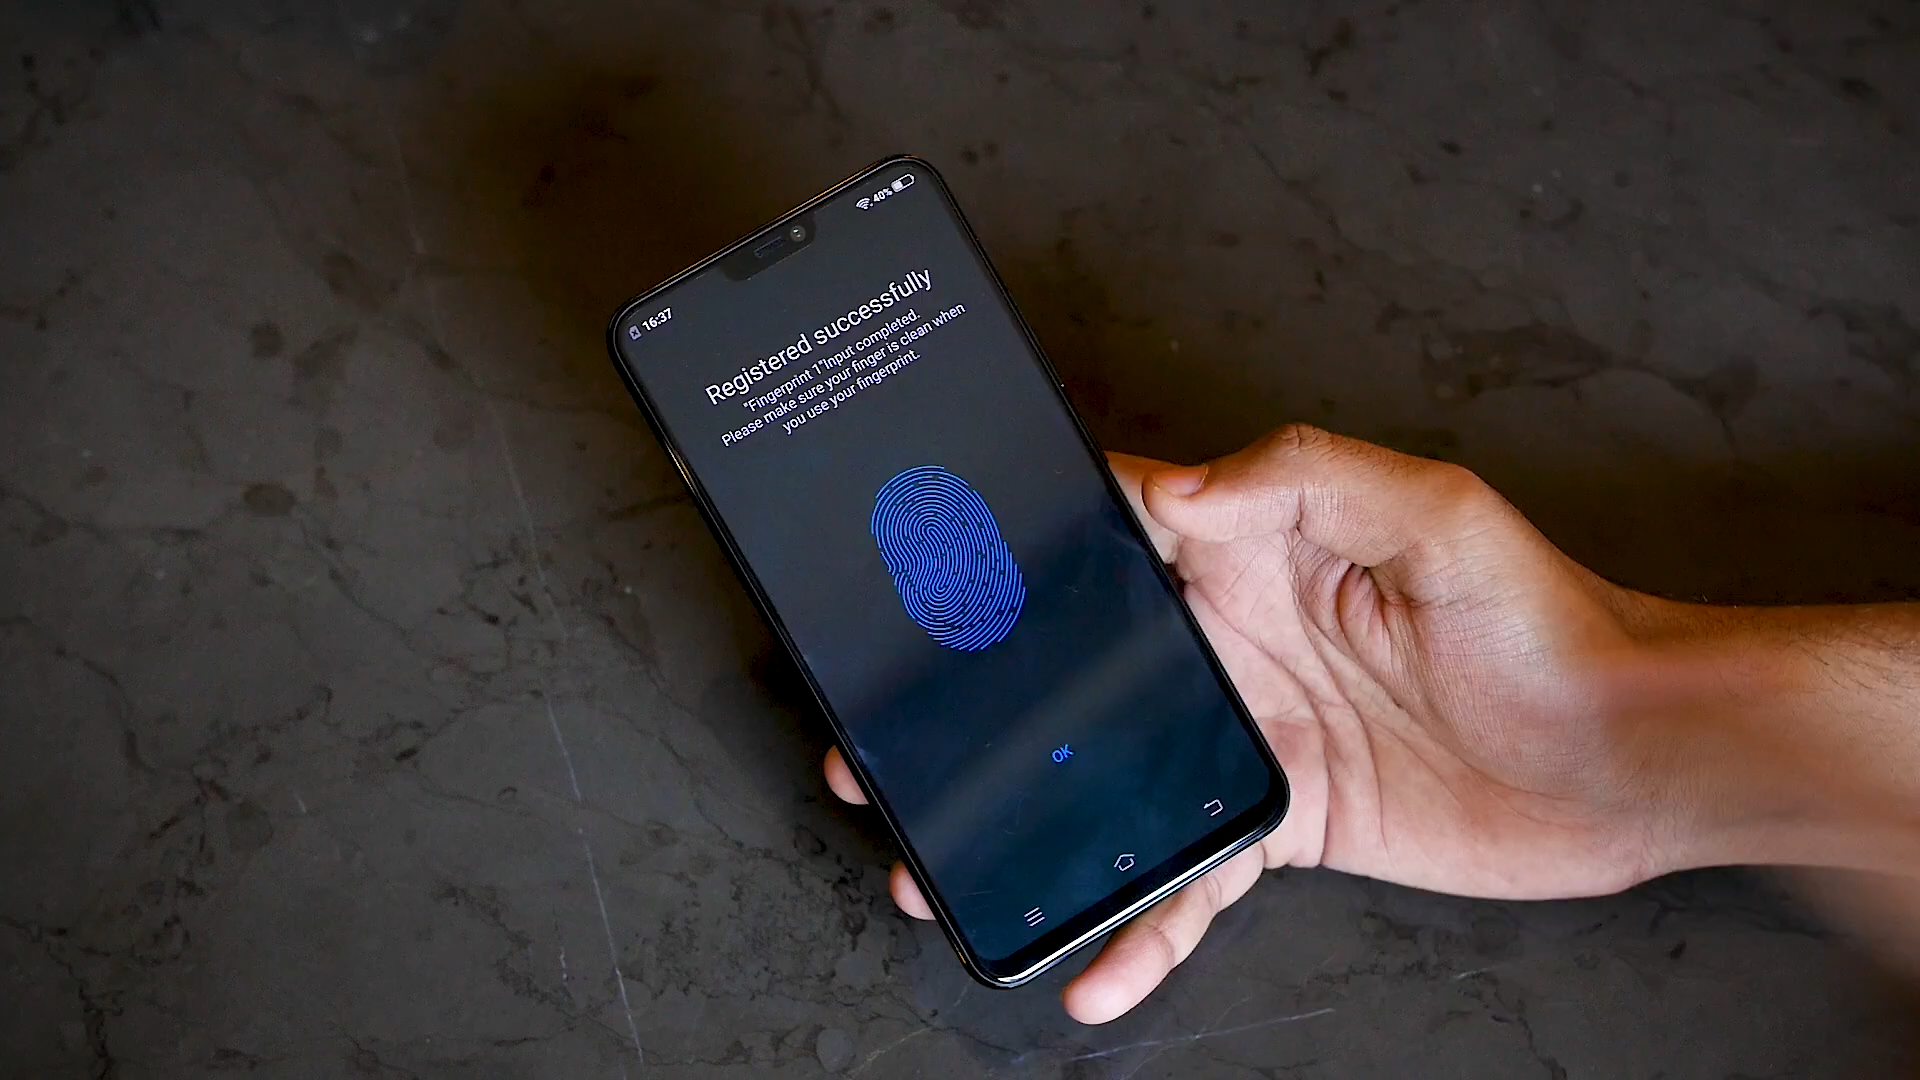 16:37
40%
Registered successfully
"Fingerprint 1"Input completed.
Please make sure your finger is clean when
you use your fingerprint.
OK